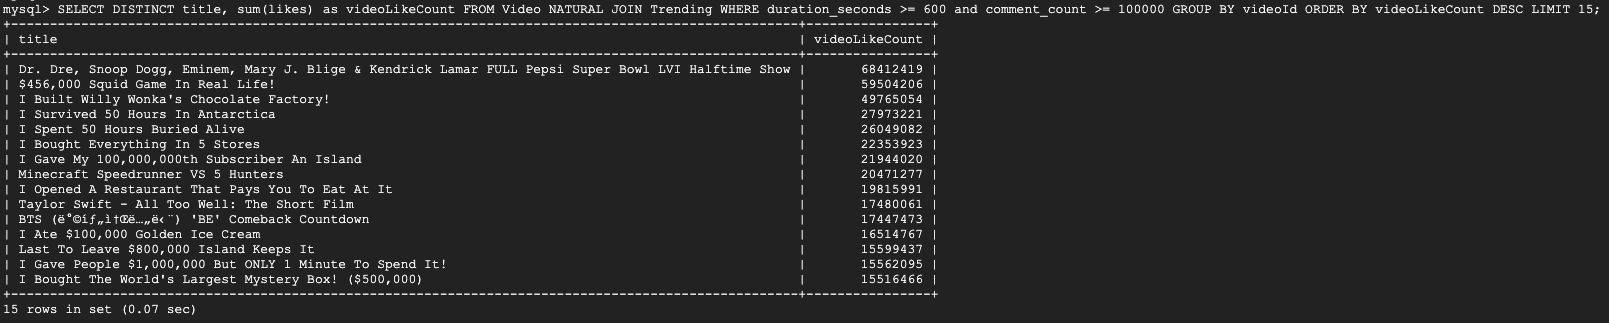 mysql> SELECT DISTINCT title, sum(likes) as videoLikeCount FROM Video NATURAL JOIN Trending WHERE duration_seconds >= 600 and comment_count >= 100000 GROUP BY videoId ORDER BY videoLikeCount DESC LIMIT 15;
| title | videoLikeCount |
| Dr. Dre, Snoop Dogg, Eminem, Mary J. Blige & Kendrick Lamar FULL Pepsi Super Bowl LVI Halftime Show | 68412419 |
| $456,000 Squid Game In Real Life! | 59504206 |
| I Built Willy Wonka's Chocolate Factory! | 49765054 |
| I Survived 50 Hours In Antarctica | 27973221 |
| I Spent 50 Hours Buried Alive | 26049082 |
| I Bought Everything In 5 Stores | 22353923 |
| I Gave My 100,000,000th Subscriber An Island | 21944020 |
| Minecraft Speedrunner VS 5 Hunters | 20471277 |
| I Opened A Restaurant That Pays You To Eat At It | 19815991 |
| Taylor Swift - All Too Well: The Short Film | 17480061 |
| BTS 'BE' Comeback Countdown | 17447473 |
| I Ate $100,000 Golden Ice Cream | 16514767 |
| Last To Leave $800,000 Island Keeps It | 15599437 |
| I Gave People $1,000,000 But ONLY 1 Minute To Spend It! | 15562095 |
| I Bought The World's Largest Mystery Box! ($500,000) | 15516466 |
15 rows in set (0.07 sec)